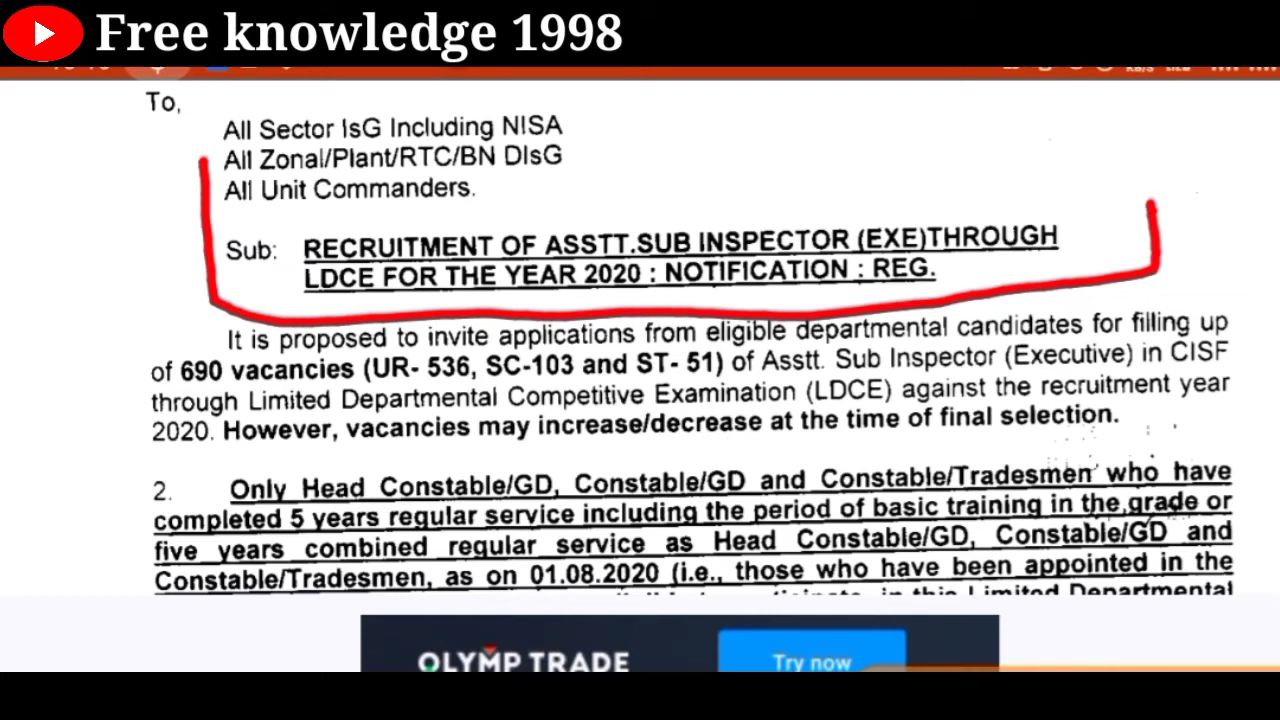 Free knowledge 1998
KB/S
To,
All Sector IsG Including NISA
All Zonal/Plant/RTC/BN DIsG
All Unit Commanders.
Sub: RECRUITMENT OF ASSTT.SUB INSPECTOR (EXE)THROUGH
LDCE FOR THE YEAR 2020 : NOTIFICATION : REG.
It is proposed to invite applications from eligible departmental candidates for filling up
of 690 vacancies (UR- 536, SC-103 and ST- 51) of Asstt. Sub Inspector (Executive) in CISF
through Limited Departmental Competitive Examination (LDCE) against the recruitment year
2020. However, vacancies may increase/decrease at the time of final selection.
2. Only Head Constable/GD, Constable/GD and Constable/Tradesmen who have
completed 5 years regular service including the period of basic training in the grade or
five years combined regular service as Head Constable/GD, Constable/GD and
Constable/Tradesmen, as on 01.08.2020 (i.e., those who have been appointed in the
in this Limited Departmental
OLYMP TRADE
Try now